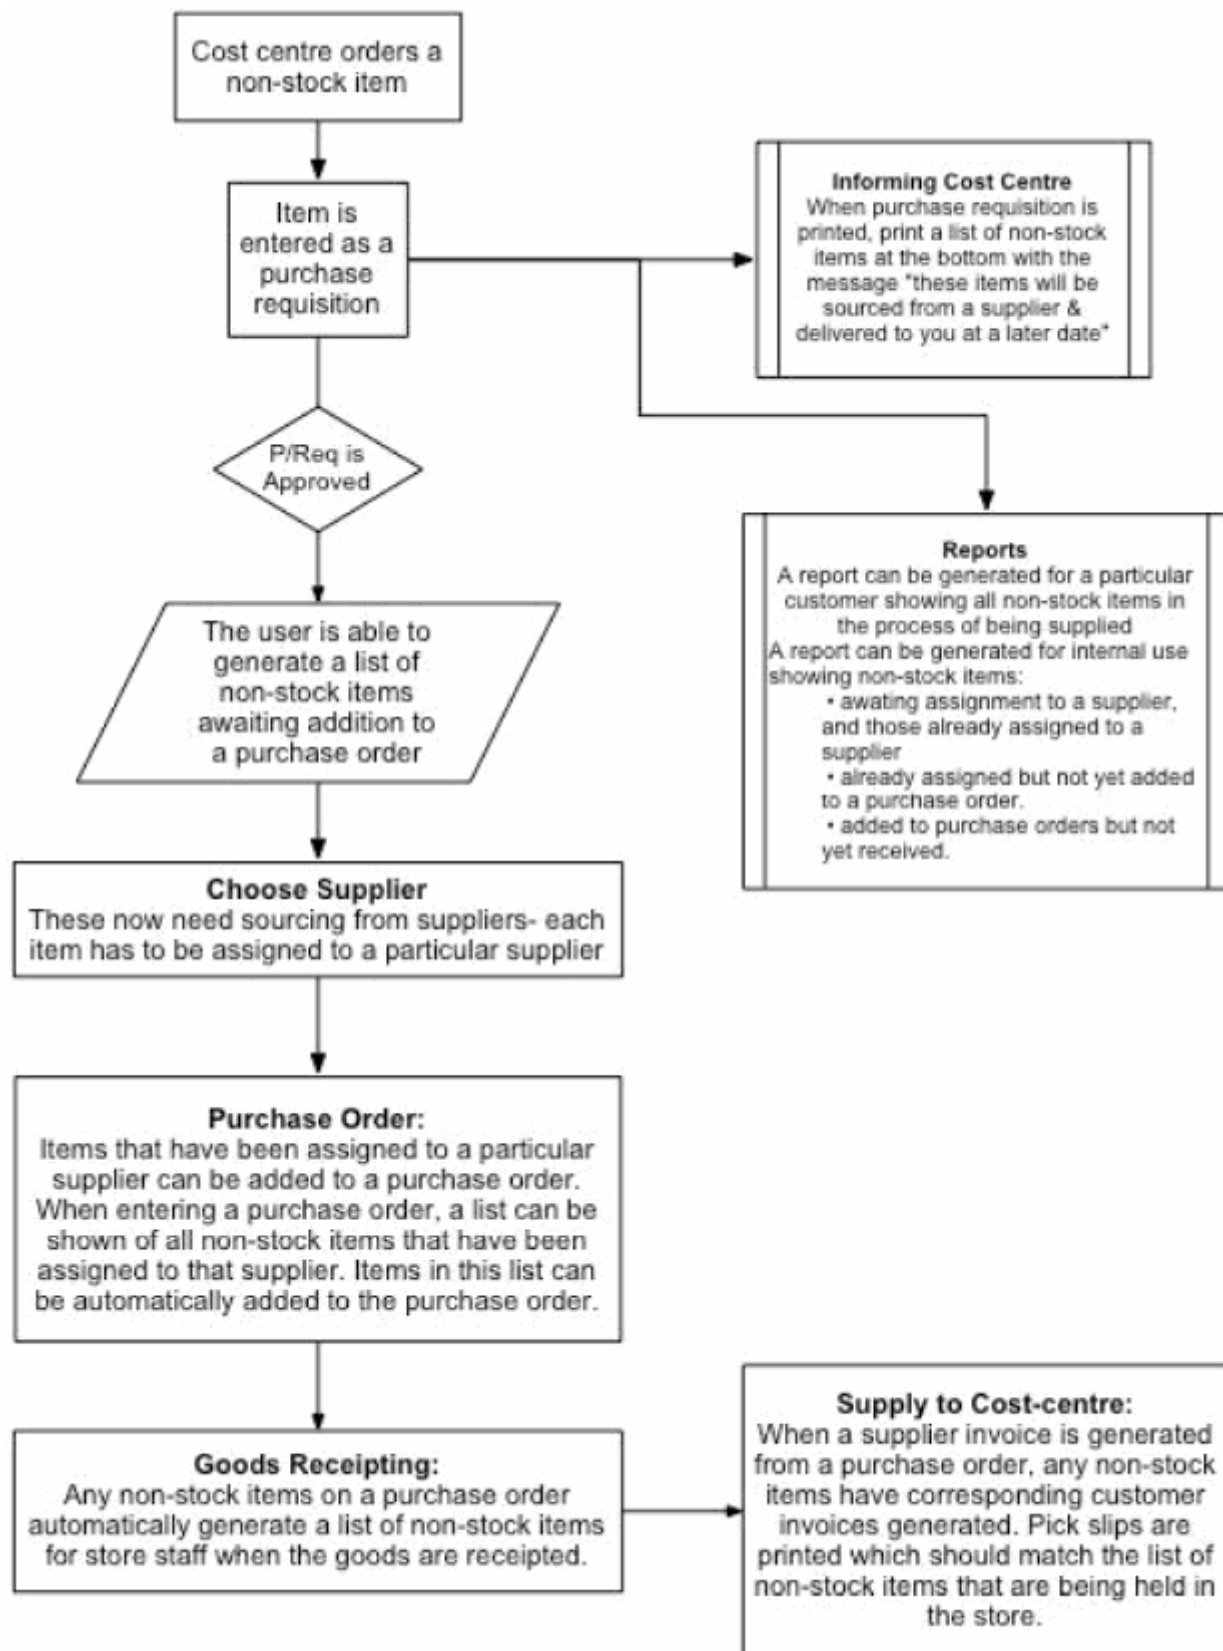 Cost centre orders a
non-stock item
Item is
entered as a
purchase
requisition
Informing Cost Centre
When purchase requisition is
printed, print a list of non-stock
items at the bottom with the
message "these items will be
sourced from a supplier &
delivered to you at a later date"
P/Req is
Approved
Reports
A report can be generated for a particular
customer showing all non-stock items in
the process of being supplied
A report can be generated for internal use
showing non-stock items:
• awating assignment to a supplier,
and those already assigned to a
supplier
• already assigned but not yet added
to a purchase order.
• added to purchase orders but not
yet received.
The user is able to
generate a list of
non-stock items
awaiting addition to
a purchase order
Choose Supplier
These now need sourcing from suppliers- each
item has to be assigned to a particular supplier
Purchase Order:
Items that have been assigned to a particular
supplier can be added to a purchase order.
When entering a purchase order, a list can be
shown of all non-stock items that have been
assigned to that supplier. Items in this list can
be automatically added to the purchase order.
Goods Receipting:
Any non-stock items on a purchase order
automatically generate a list of non-stock items
for store staff when the goods are receipted.
Supply to Cost-centre:
When a supplier invoice is generated
from a purchase order, any non-stock
items have corresponding customer
invoices generated. Pick slips are
printed which should match the list of
non-stock items that are being held in
the store.